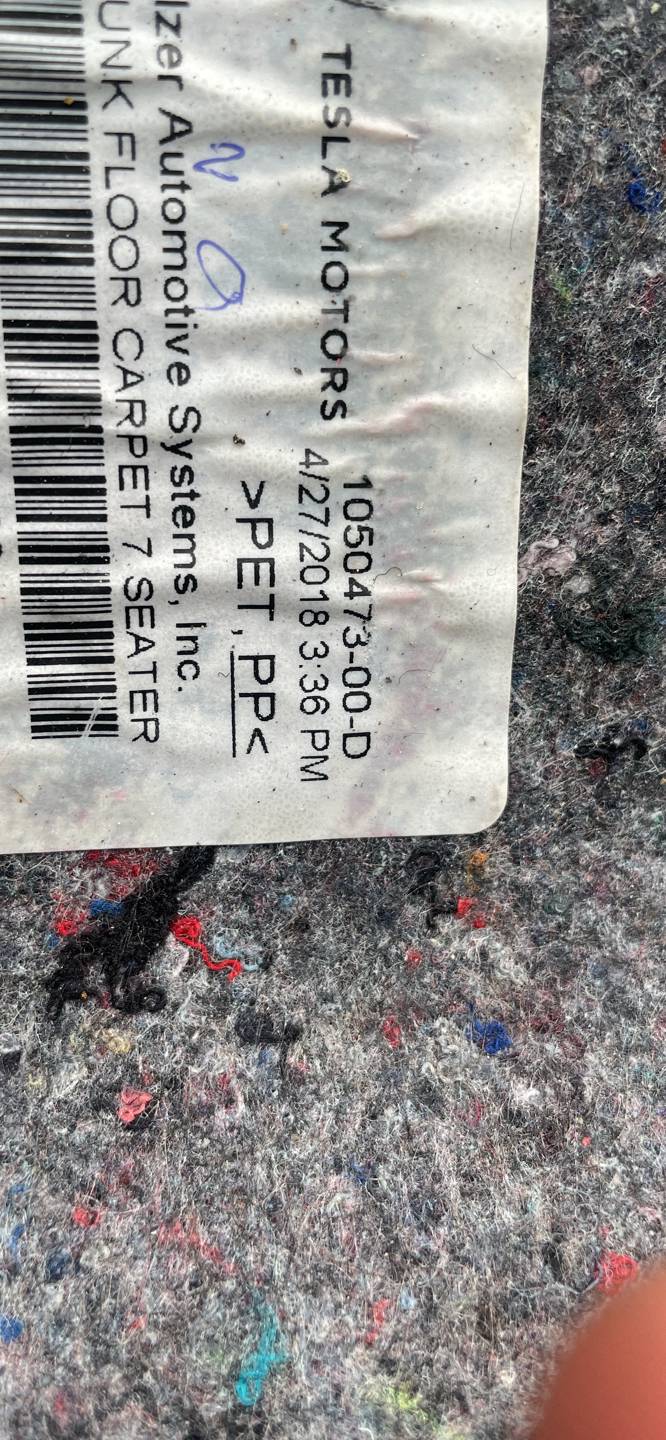 TESLA MOTORS
1050473-00-D
4/27/2018 3:36 PM
>PET, PP<
lzer Automotive Systems, Inc.
UNK FLOOR CARPET 7 SEATER